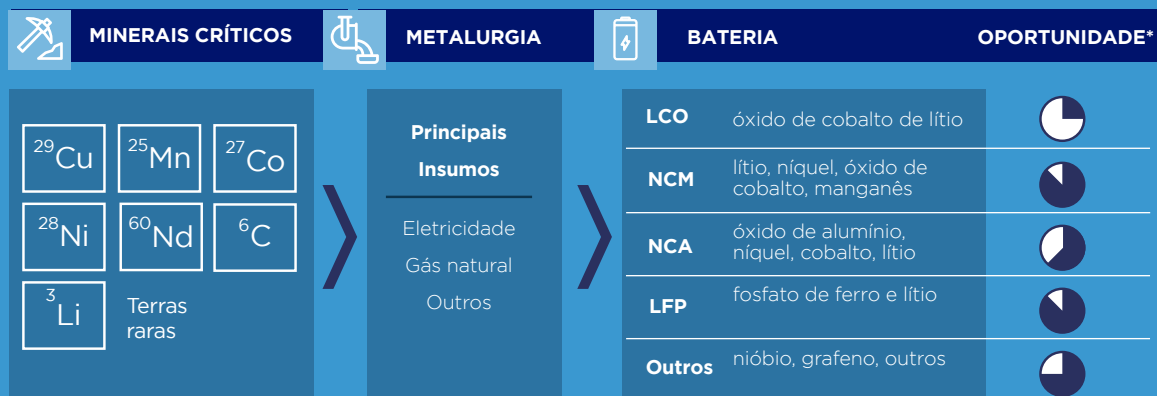 MINERAIS CRÍTICOS
METALURGIA
BATERIA
OPORTUNIDADE*
29Cu
25Mn
27Co
28Ni
60Nd
6C
3Li
Terras
raras
Principais
Insumos
Eletricidade
Gás natural
Outros
LCO
óxido de cobalto de lítio
NCM
lítio, níquel, óxido de
cobalto, manganês
NCA
óxido de alumínio,
níquel, cobalto, lítio
LFP
fosfato de ferro e lítio
Outros
nióbio, grafeno, outros